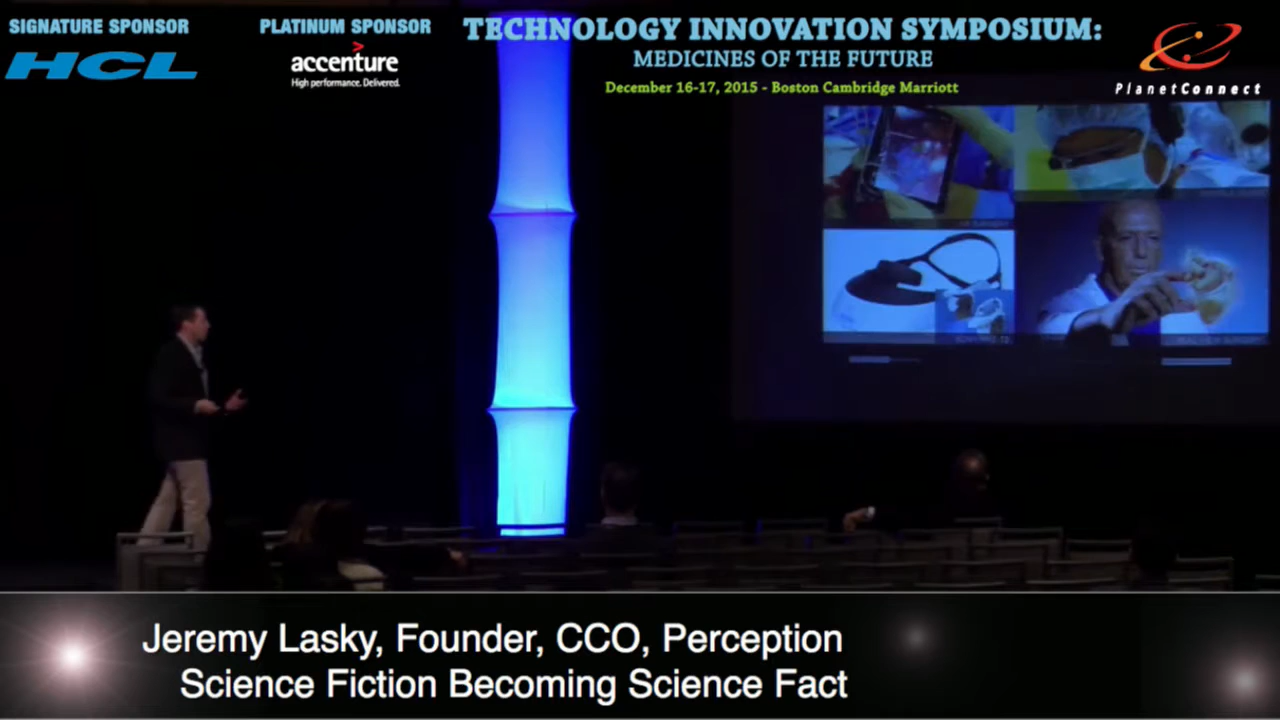 SIGNATURE SPONSOR
HCL
PLATINUM SPONSOR
accenture
High performance. Delivered.
TECHNOLOGY INNOVATION SYMPOSIUM:
MEDICINES OF THE FUTURE
December 16-17, 2015 - Boston Cambridge Marriott
PlanetConnect
Jeremy Lasky, Founder, CCO, Perception
Science Fiction Becoming Science Fact